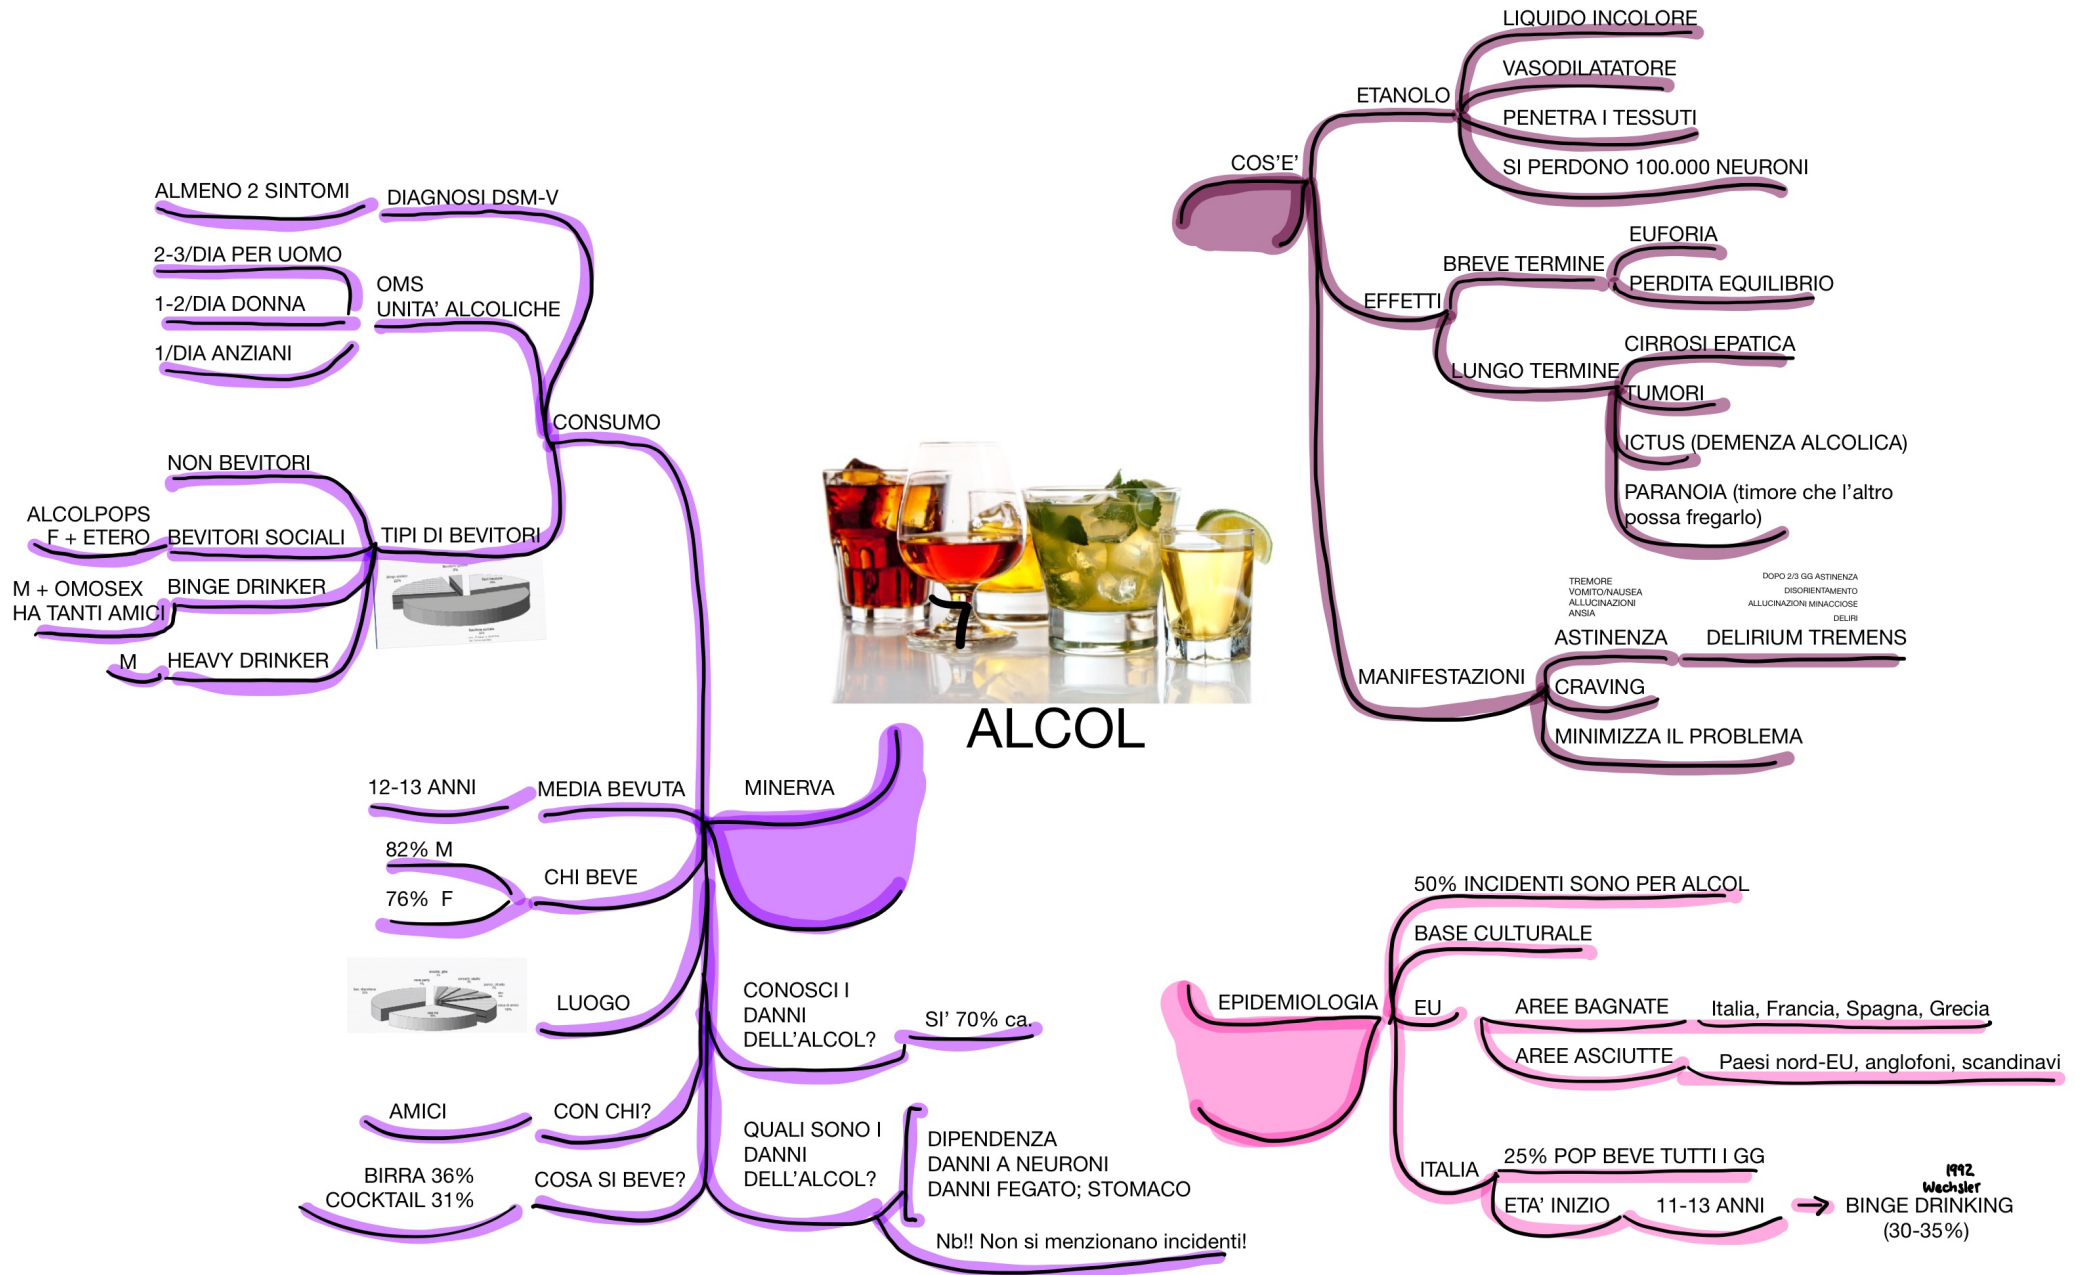 LIQUIDO INCOLORE
VASODILATATORE
ETANOLO
PENETRA I TESSUTI
SI PERDONO 100.000 NEURONI
COS'E'
EUFORIA
BREVE TERMINE
PERDITA EQUILIBRIO
EFFETTI
CIRROSI EPATICA
LUNGO TERMINE
TUMORI
ICTUS (DEMENZA ALCOLICA)
PARANOIA (timore che l'altro
possa fregarlo)
TREMORE
VOMITO/NAUSEA
ALLUCINAZIONI
ANSIA
DOPO 2/3 GG ASTINENZA
DISORIENTAMENTO
ALLUCINAZIONI MINACCIOSE
DELIRI
ASTINENZA
DELIRIUM TREMENS
MANIFESTAZIONI
CRAVING
MINIMIZZA IL PROBLEMA
ALMENO 2 SINTOMI
DIAGNOSI DSM-V
2-3/DIA PER UOMO
OMS
UNITA' ALCOLICHE
1-2/DIA DONNA
1/DIA ANZIANI
CONSUMO
NON BEVITORI
ALCOLPOPS
F + ETERO
BEVITORI SOCIALI
TIPI DI BEVITORI
M + OMOSEX
HA TANTI AMICI
BINGE DRINKER
M
HEAVY DRINKER
7
ALCOL
12-13 ANNI
MEDIA BEVUTA
MINERVA
82% M
76% F
CHI BEVE
LUOGO
CONOSCI I
DANNI
DELL'ALCOL?
SI' 70% ca.
AMICI
CON CHI?
QUALI SONO I
DANNI
DELL'ALCOL?
DIPENDENZA
DANNI A NEURONI
DANNI FEGATO; STOMACO
BIRRA 36%
COCKTAIL 31%
COSA SI BEVE?
Nb!! Non si menzionano incidenti!
50% INCIDENTI SONO PER ALCOL
BASE CULTURALE
EPIDEMIOLOGIA
EU
AREE BAGNATE
Italia, Francia, Spagna, Grecia
AREE ASCIUTTE
Paesi nord-EU, anglofoni, scandinavi
ITALIA
25% POP BEVE TUTTI I GG
ETA' INIZIO
11-13 ANNI
1992
Wechsler
BINGE DRINKING
(30-35%)